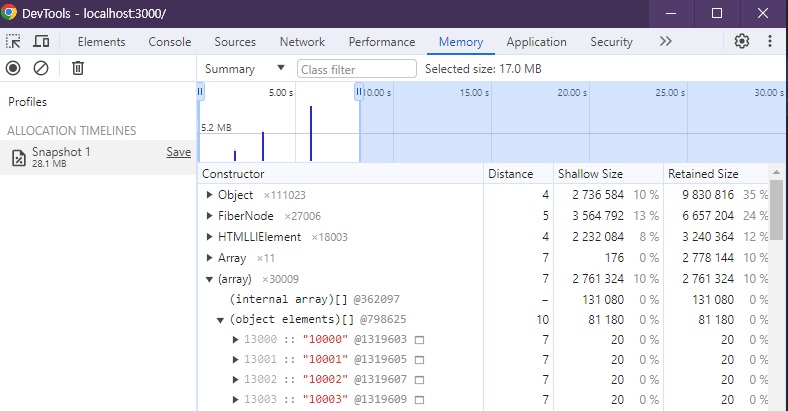 DevTools - localhost:3000/
Elements Console Sources Network Performance Memory Application Security
Summary Class filter Selected size: 17.0 MB
Profiles
ALLOCATION TIMELINES
Snapshot 1 Save
28.1 MB
5.00 s 10.00 s 15.00 s 20.00 s 25.00 s 30.00 s
5.2 MB
Constructor Distance Shallow Size Retained Size
Object ×111023 4 2 736 584 10 % 9 830 816 35 %
FiberNode ×27006 5 3 564 792 13 % 6 657 204 24 %
HTMLLIElement ×18003 4 2 232 084 8 % 3 240 364 12 %
Array ×11 7 176 0 % 2 778 144 10 %
(array) ×30009 7 2 761 324 10 % 2 761 324 10 %
(internal array)[] @362097 – 131 080 0 % 131 080 0 %
(object elements)[] @798625 10 81 180 0 % 81 180 0 %
13000 :: "10000" @1319603 7 20 0 % 20 0 %
13001 :: "10001" @1319605 7 20 0 % 20 0 %
13002 :: "10002" @1319607 7 20 0 % 20 0 %
13003 :: "10003" @1319609 7 20 0 % 20 0 %